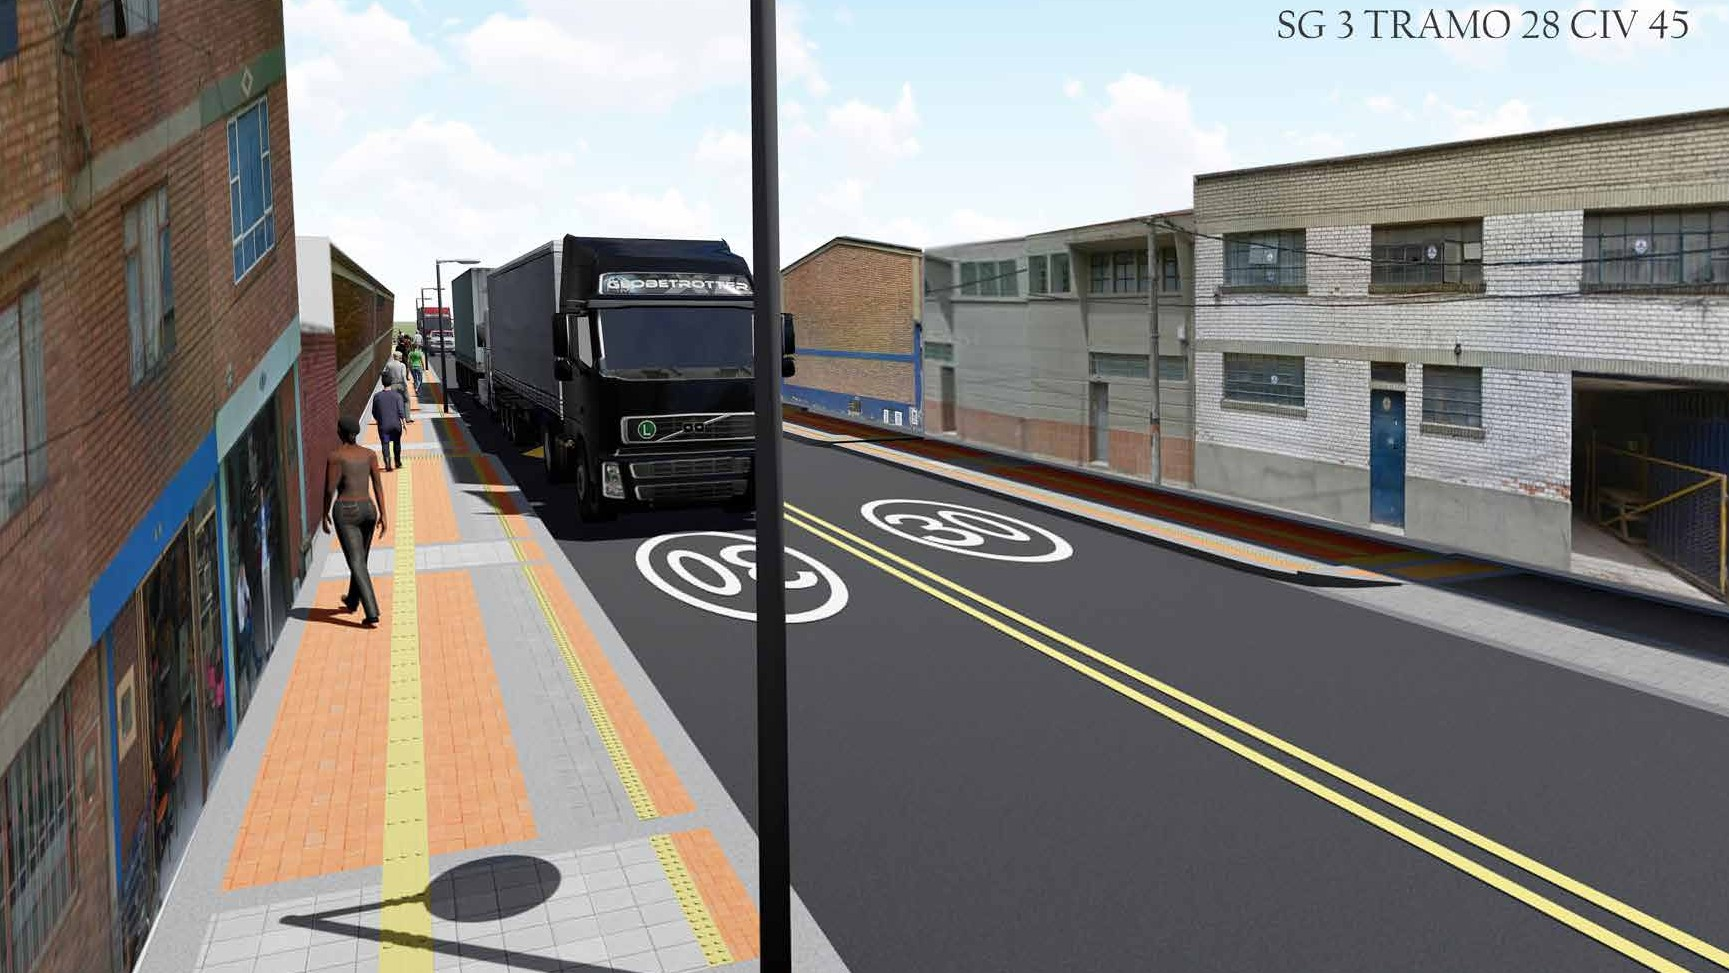 SG 3 TRAMO 28 CIV 45
GLOBETROTTER
L
30
30